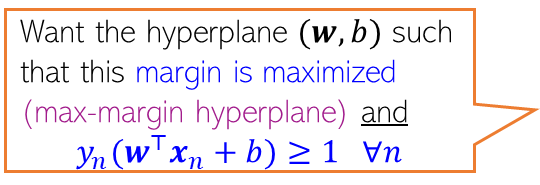 Want the hyperplane (𝒘, 𝑏) such
that this margin is maximized
(max-margin hyperplane) and
𝑦ₙ(𝒘ᵀ𝒙ₙ + 𝑏) ≥ 1 ∀𝑛